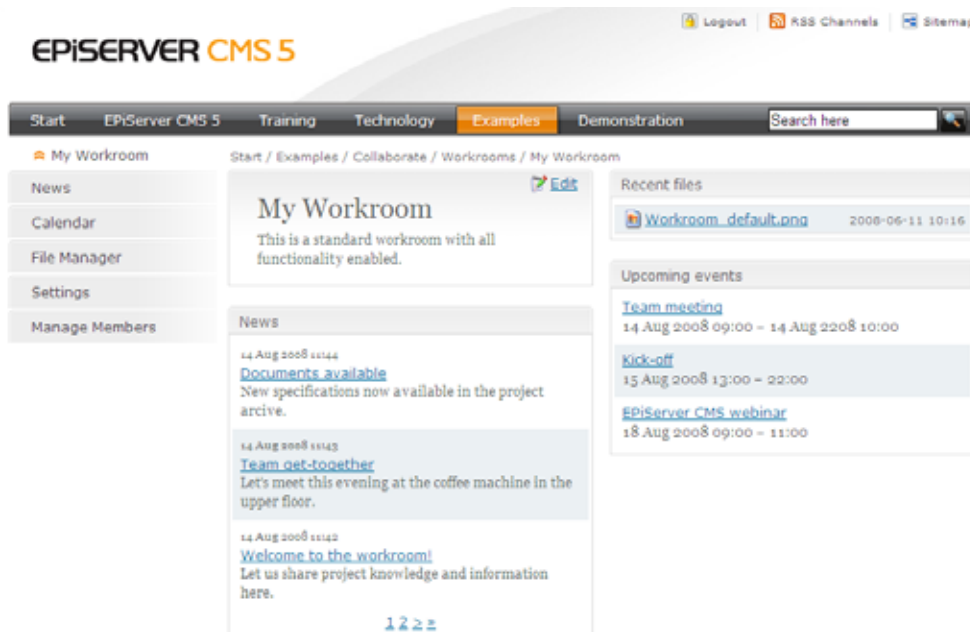 Logout RSS Channels Sitemap
EPiSERVER CMS 5
Start EPiServer CMS 5 Training Technology Examples Demonstration Search here
My Workroom
News
Calendar
File Manager
Settings
Manage Members
Start / Examples / Collaborate / Workrooms / My Workroom
Edit
My Workroom
This is a standard workroom with all
functionality enabled.
News
14 Aug 2008 11:44
Documents available
New specifications now available in the project
arcive.
14 Aug 2008 11:43
Team get-together
Let's meet this evening at the coffee machine in the
upper floor.
14 Aug 2008 11:42
Welcome to the workroom!
Let us share project knowledge and information
here.
1 2 > »
Recent files
Workroom_default.png 2008-06-11 10:16
Upcoming events
Team meeting
14 Aug 2008 09:00 – 14 Aug 2208 10:00
Kick-off
15 Aug 2008 13:00 – 22:00
EPiServer CMS webinar
18 Aug 2008 09:00 – 11:00